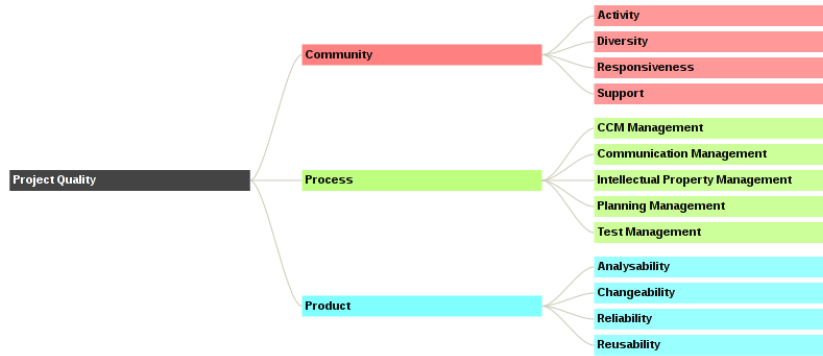 Project Quality
Community
Activity
Diversity
Responsiveness
Support
Process
CCM Management
Communication Management
Intellectual Property Management
Planning Management
Test Management
Product
Analysability
Changeability
Reliability
Reusability